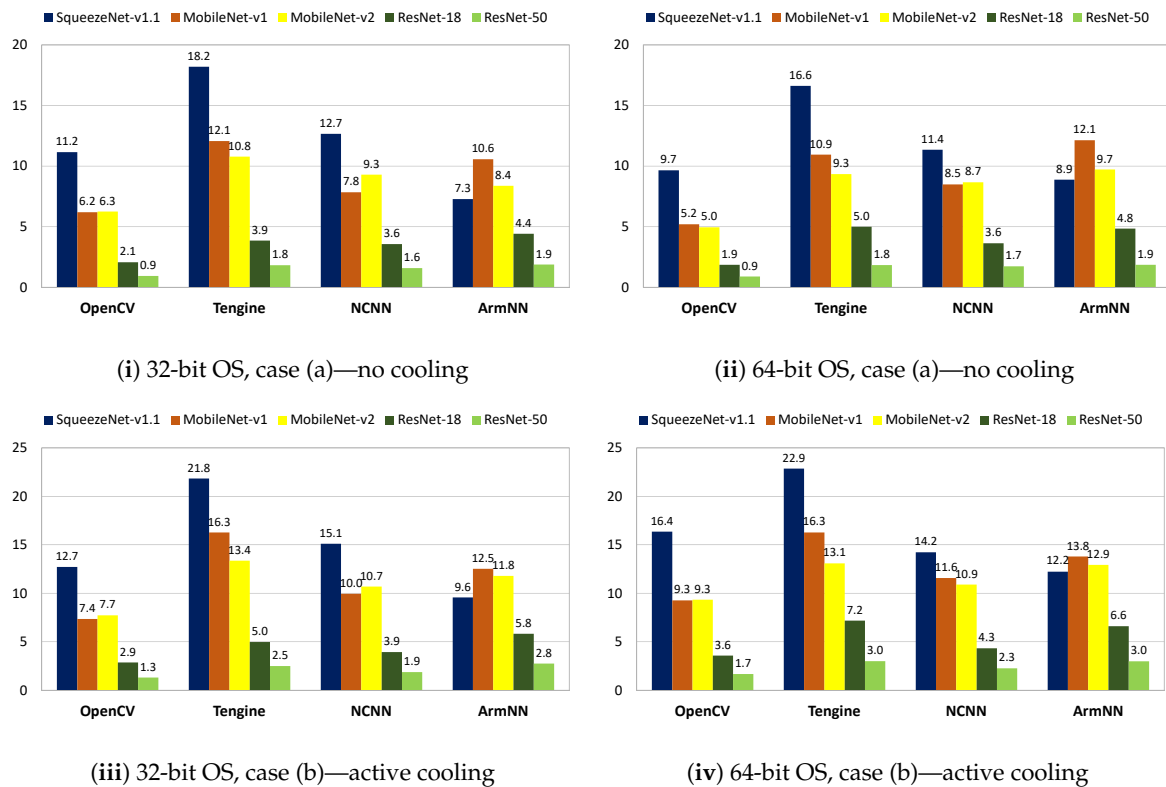 SqueezeNet-v1.1 MobileNet-v1 MobileNet-v2 ResNet-18 ResNet-50
20
15
10
5
0
11.2 6.2 6.3 2.1 0.9
18.2 12.1 10.8 3.9 1.8
12.7 7.8 9.3 3.6 1.6
7.3 10.6 8.4 4.4 1.9
OpenCV Tengine NCNN ArmNN
(i) 32-bit OS, case (a)—no cooling
SqueezeNet-v1.1 MobileNet-v1 MobileNet-v2 ResNet-18 ResNet-50
20
15
10
5
0
9.7 5.2 5.0 1.9 0.9
16.6 10.9 9.3 5.0 1.8
11.4 8.5 8.7 3.6 1.7
8.9 12.1 9.7 4.8 1.9
OpenCV Tengine NCNN ArmNN
(ii) 64-bit OS, case (a)—no cooling
SqueezeNet-v1.1 MobileNet-v1 MobileNet-v2 ResNet-18 ResNet-50
25
20
15
10
5
0
12.7 7.4 7.7 2.9 1.3
21.8 16.3 13.4 5.0 2.5
15.1 10.0 10.7 3.9 1.9
9.6 12.5 11.8 5.8 2.8
OpenCV Tengine NCNN ArmNN
(iii) 32-bit OS, case (b)—active cooling
SqueezeNet-v1.1 MobileNet-v1 MobileNet-v2 ResNet-18 ResNet-50
25
20
15
10
5
0
16.4 9.3 9.3 3.6 1.7
22.9 16.3 13.1 7.2 3.0
14.2 11.6 10.9 4.3 2.3
12.2 13.8 12.9 6.6 3.0
OpenCV Tengine NCNN ArmNN
(iv) 64-bit OS, case (b)—active cooling